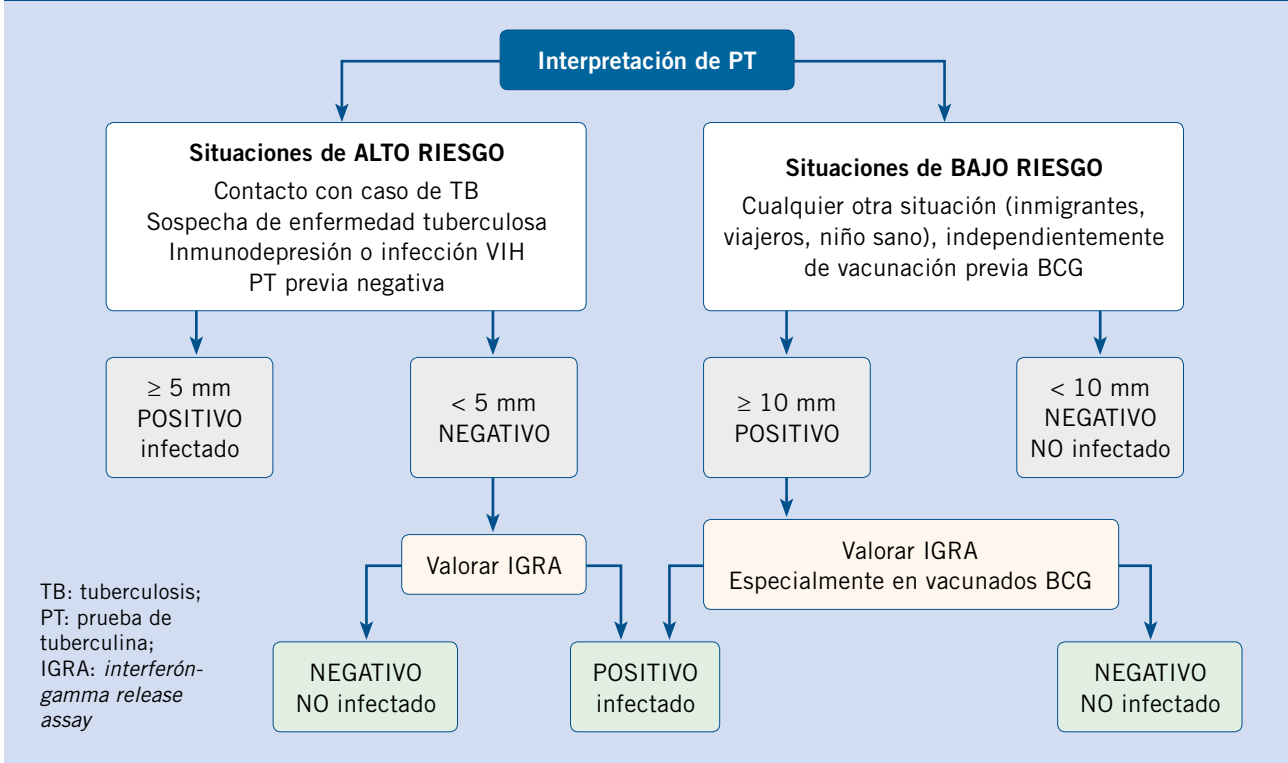 Interpretación de PT
Situaciones de ALTO RIESGO
Contacto con caso de TB
Sospecha de enfermedad tuberculosa
Inmunodepresión o infección VIH
PT previa negativa
Situaciones de BAJO RIESGO
Cualquier otra situación (inmigrantes,
viajeros, niño sano), independientemente
de vacunación previa BCG
≥ 5 mm
POSITIVO
infectado
< 5 mm
NEGATIVO
≥ 10 mm
POSITIVO
< 10 mm
NEGATIVO
NO infectado
Valorar IGRA
Valorar IGRA
Especialmente en vacunados BCG
TB: tuberculosis;
PT: prueba de
tuberculina;
IGRA: interferón-
gamma release
assay
NEGATIVO
NO infectado
POSITIVO
infectado
NEGATIVO
NO infectado